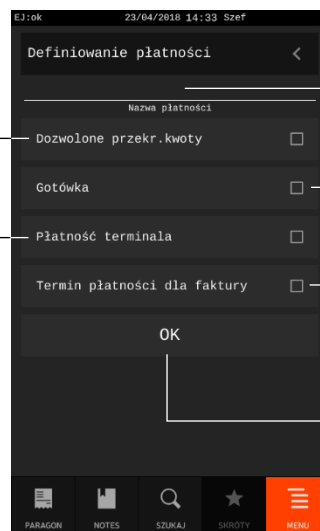 EJ:ok 23/04/2018 14:33 Szef
Definiowanie płatności
Nazwa płatności
Dozwolone przekr.kwoty
Gotówka
Płatność terminala
Termin płatności dla faktury
OK
PARAGON NOTES SZUKAJ SKRÓTY MENU